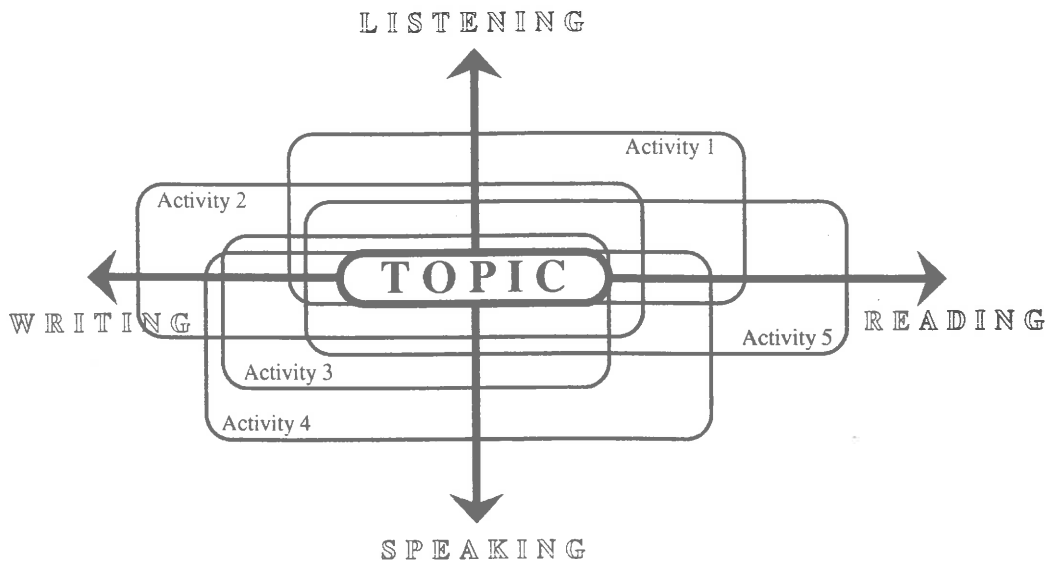 LISTENING
Activity 1
Activity 2
TOPIC
WRITING
READING
Activity 5
Activity 3
Activity 4
SPEAKING